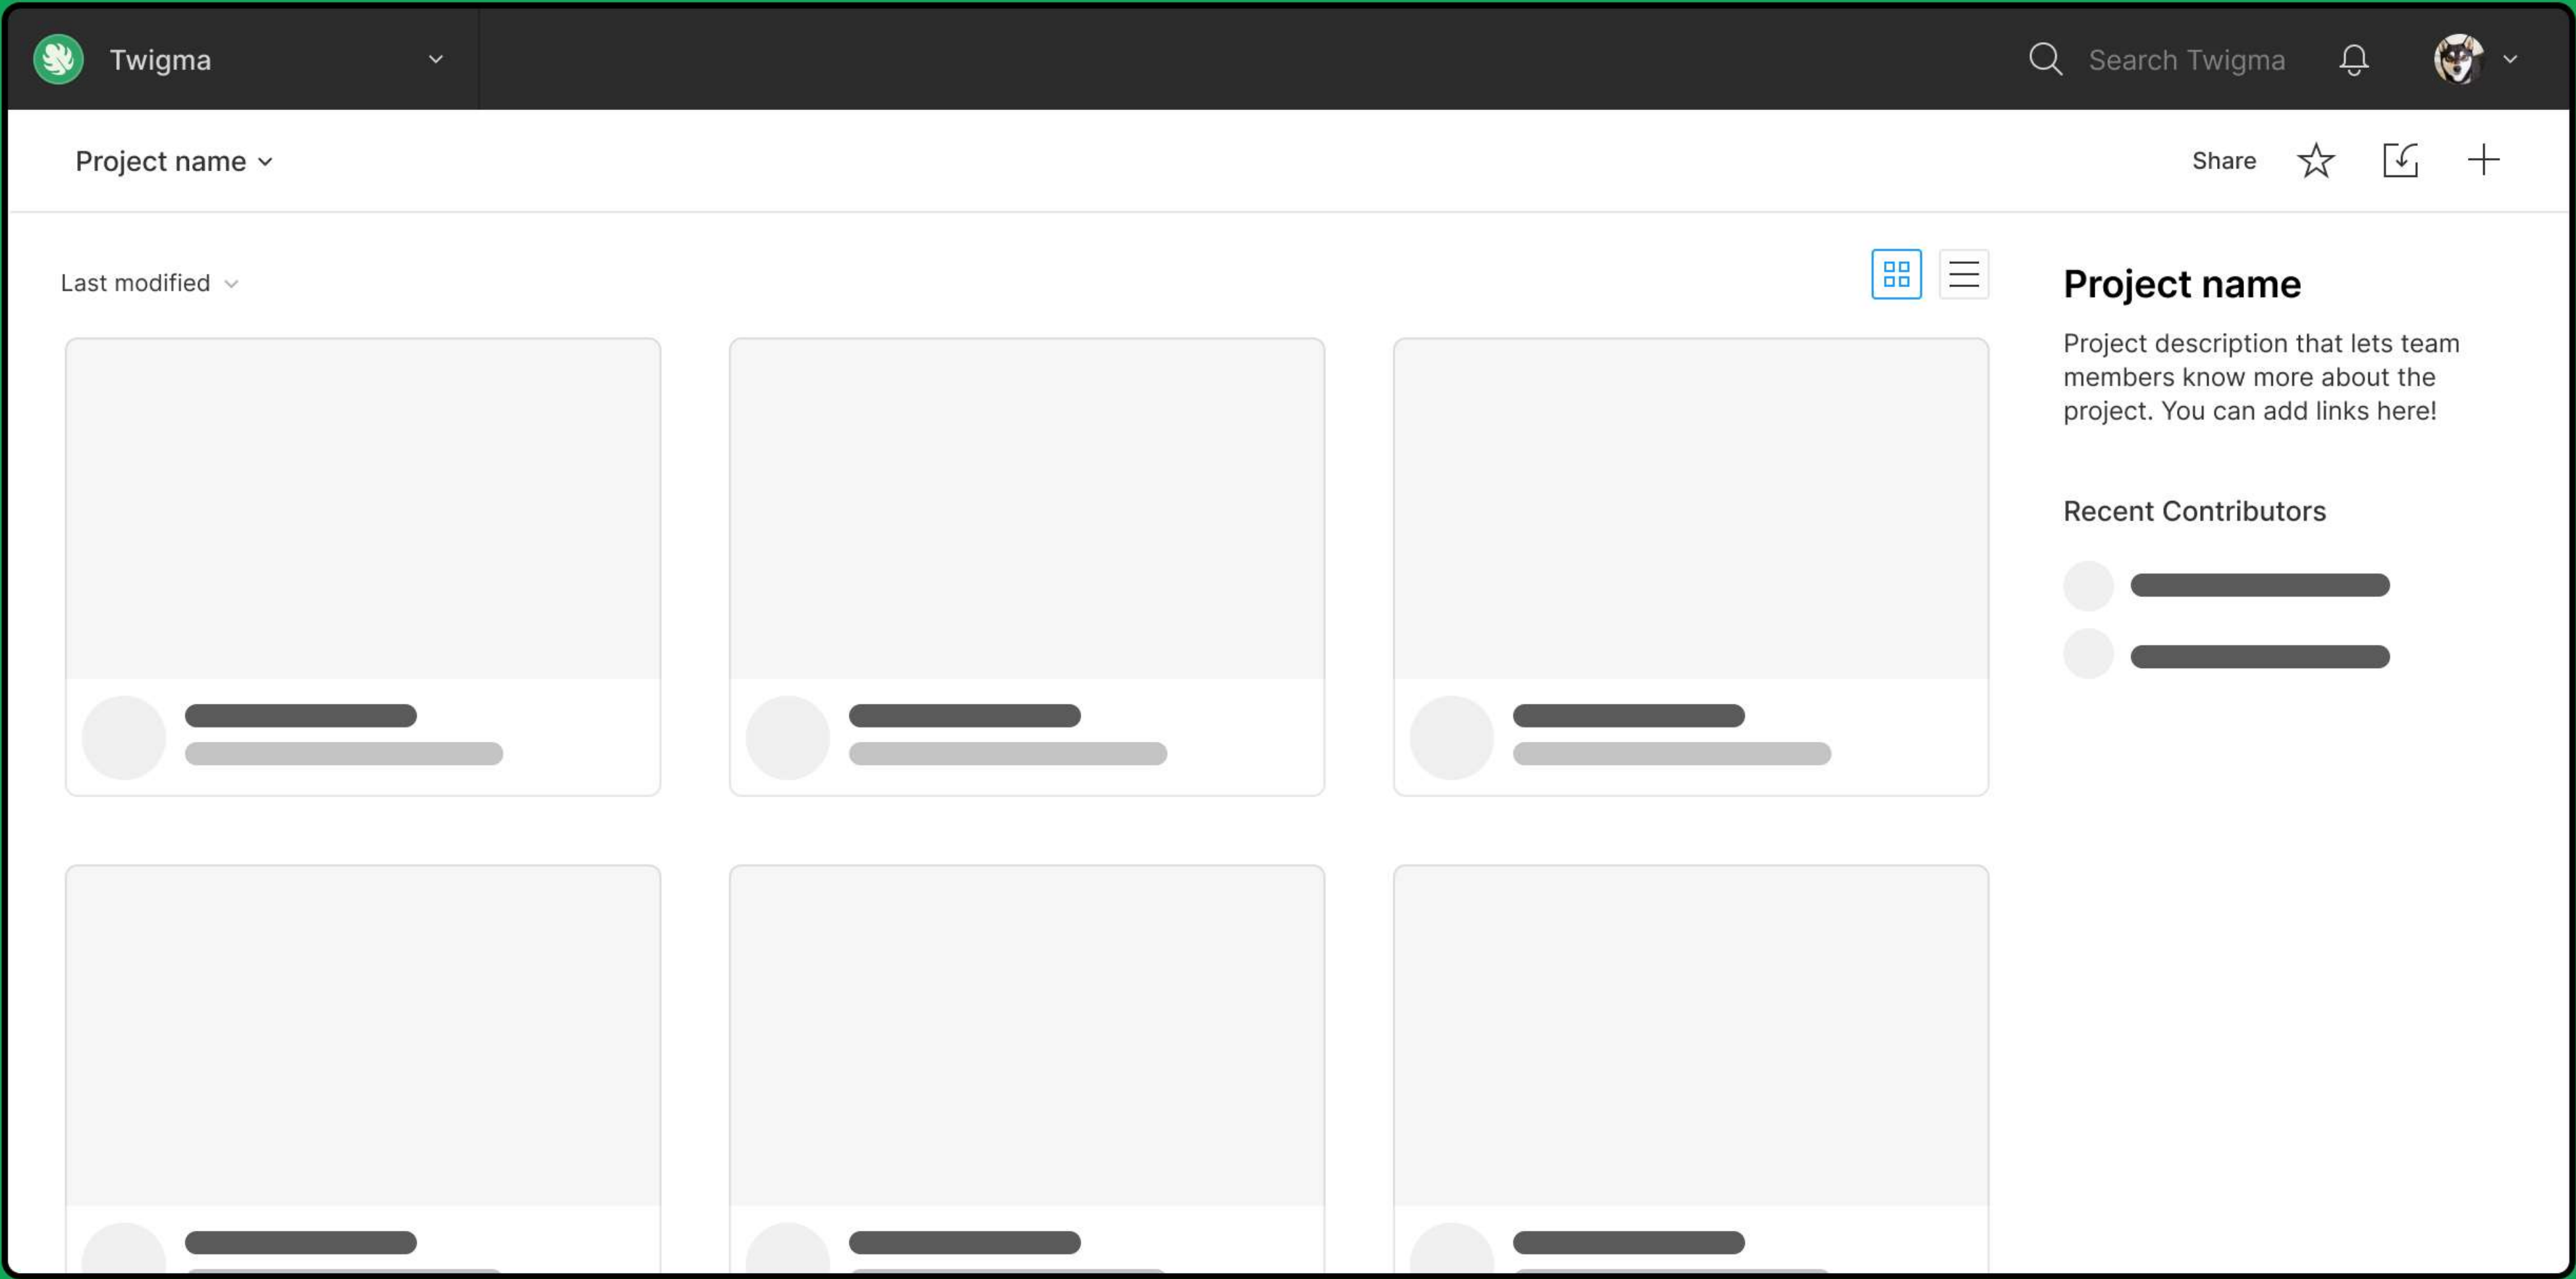 Twigma
Search Twigma
Project name
Share
Last modified
Project name
Project description that lets team
members know more about the
project. You can add links here!
Recent Contributors